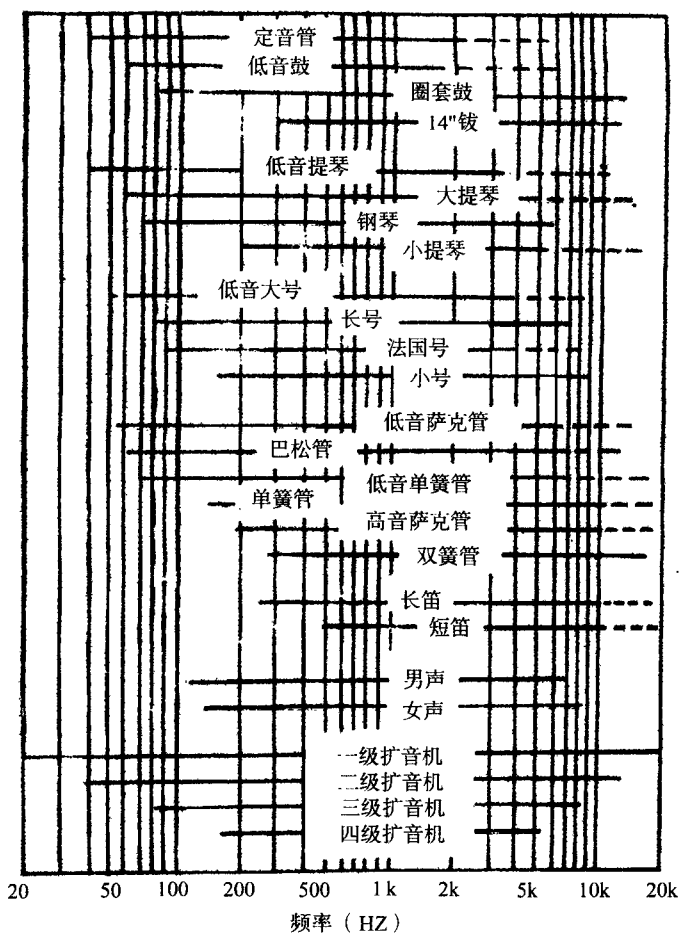 定音管
低音鼓
圈套鼓
14"钹
低音提琴
大提琴
钢琴
小提琴
低音大号
长号
法国号
小号
低音萨克管
巴松管
低音单簧管
单簧管
高音萨克管
双簧管
长笛
短笛
男声
女声
一级扩音机
二级扩音机
三级扩音机
四级扩音机
20 50 100 200 500 1k 2k 5k 10k 20k
频率（HZ）